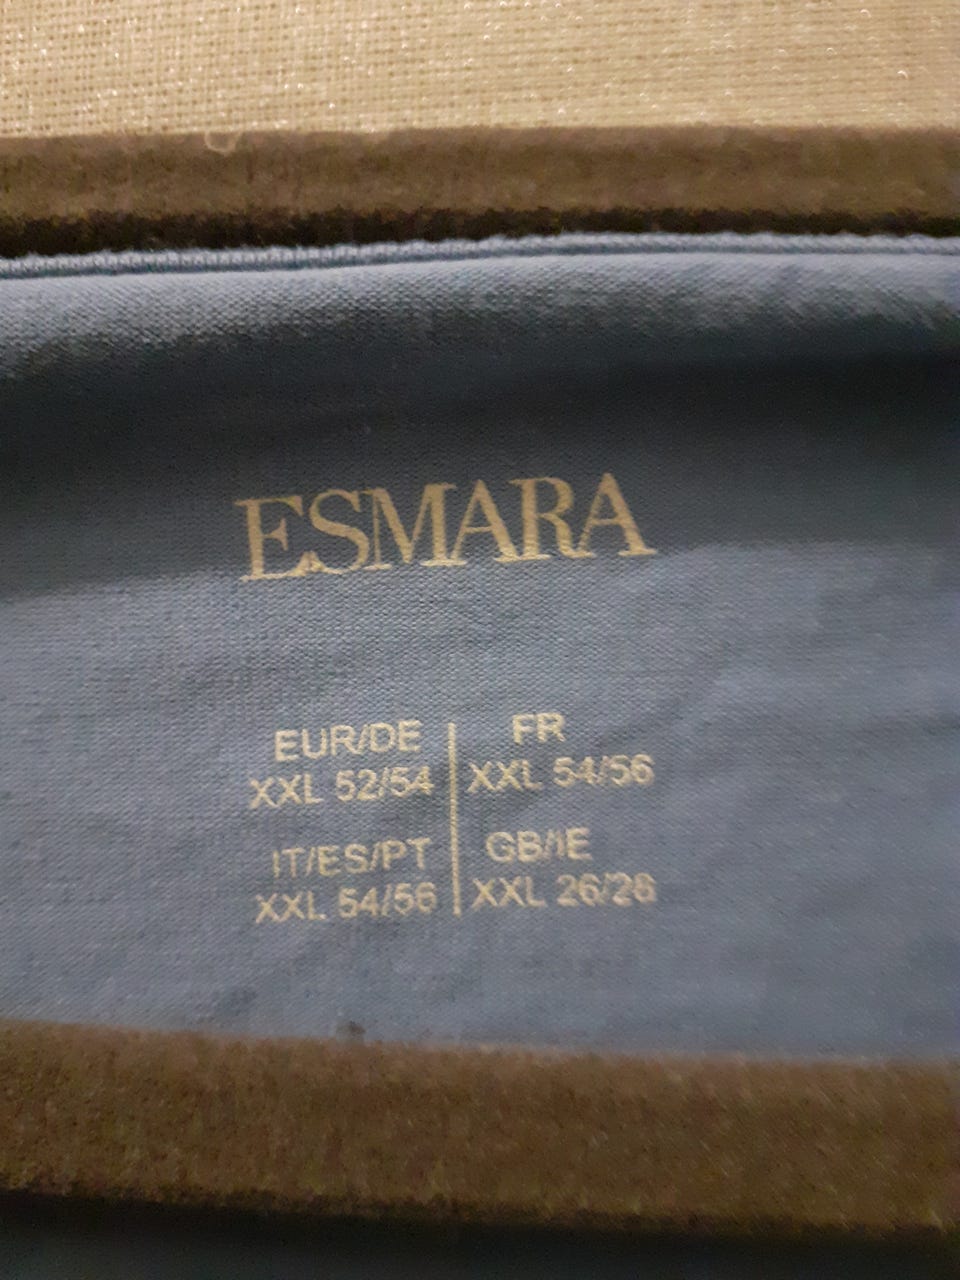 ESMARA
EUR/DE
XXL 52/54
FR
XXL 54/56
IT/ES/PT
XXL 54/56
GB/IE
XXL 26/28